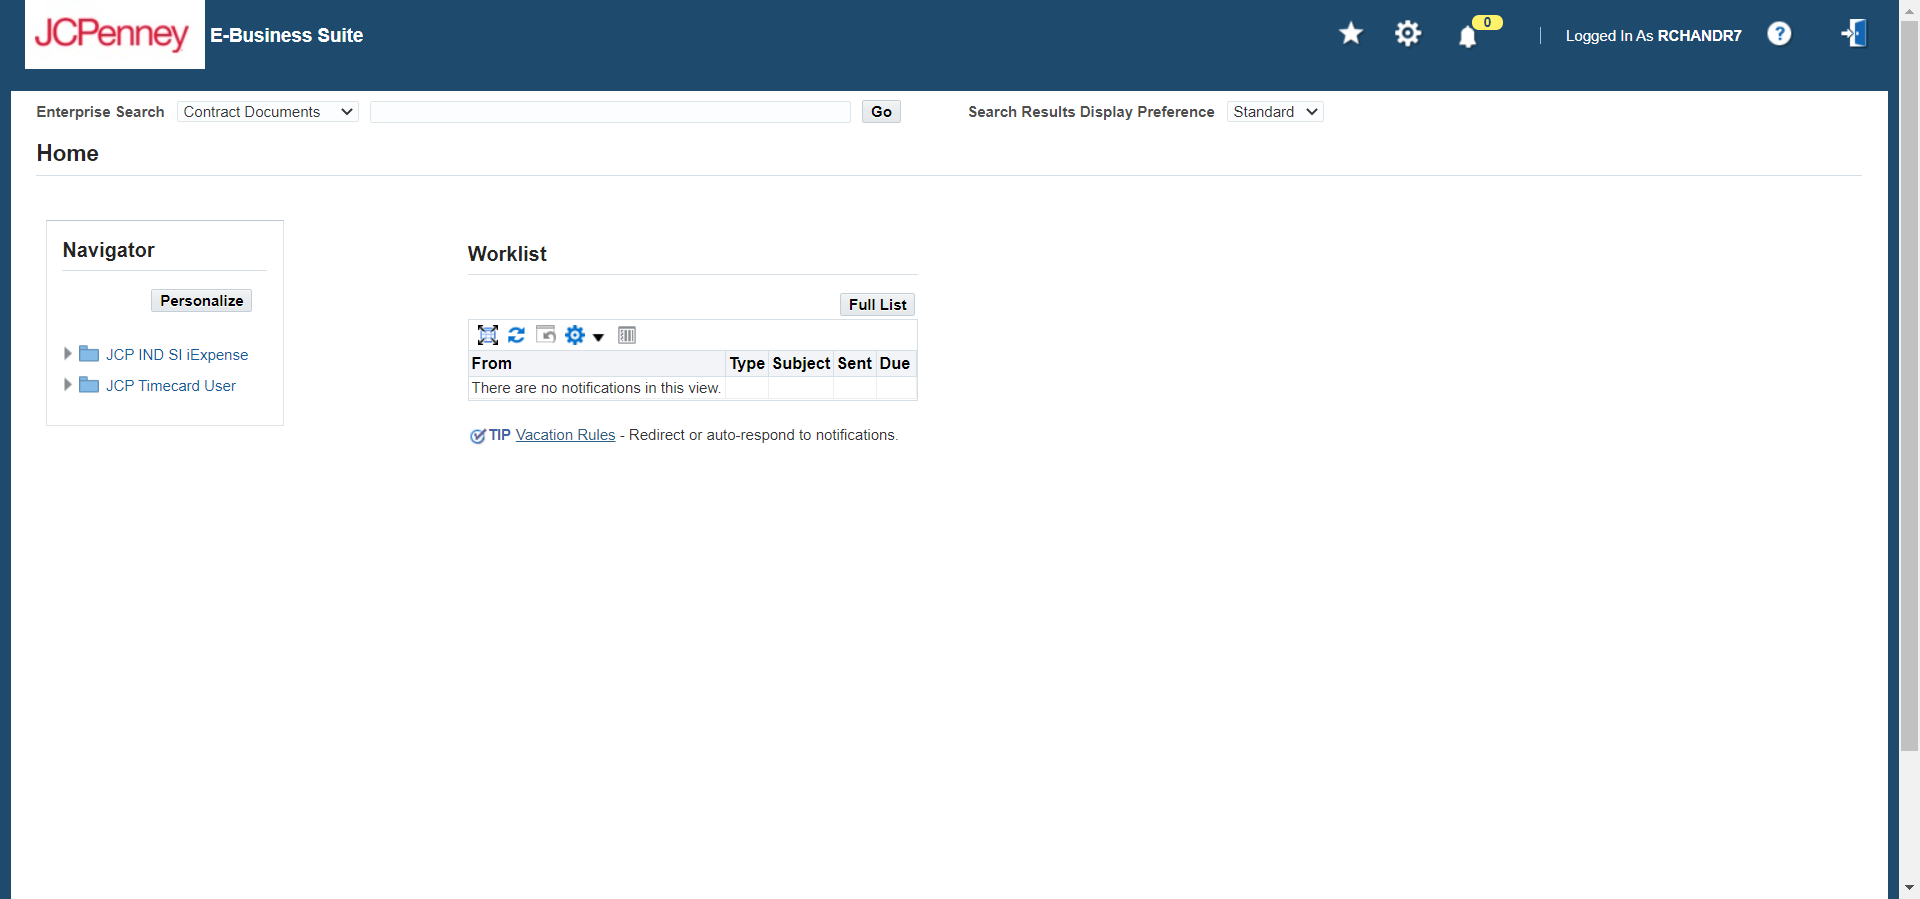 JCPenney E-Business Suite 0 Logged In As RCHANDR7 ?
Enterprise Search Contract Documents Go Search Results Display Preference Standard
Home
Navigator
Personalize
JCP IND SI iExpense
JCP Timecard User
Worklist
Full List
From Type Subject Sent Due
There are no notifications in this view.
TIP Vacation Rules - Redirect or auto-respond to notifications.